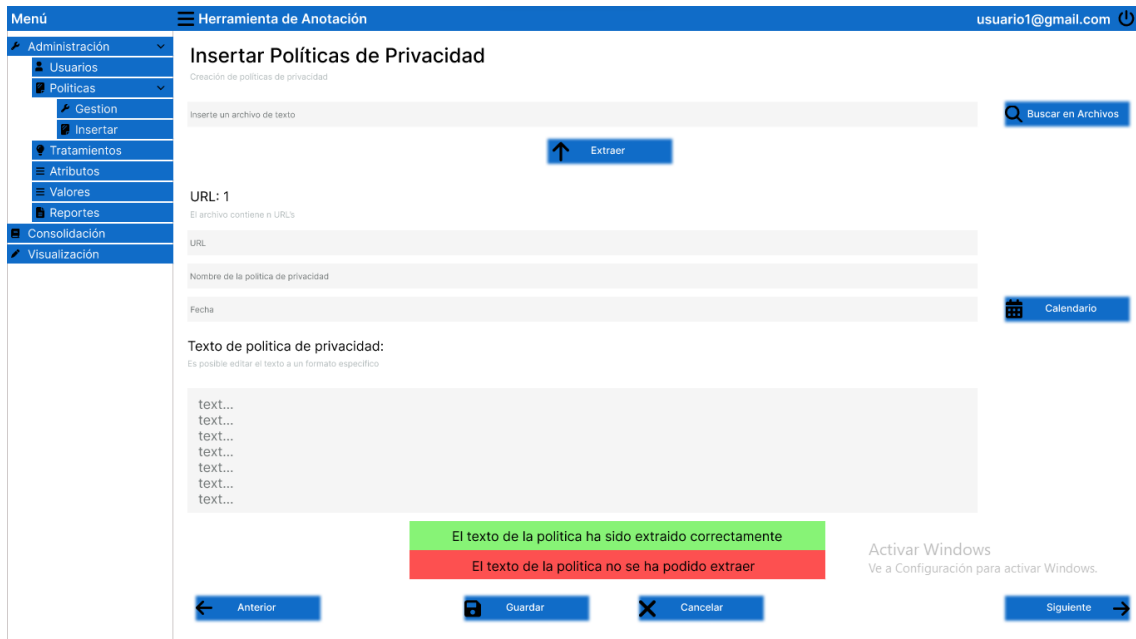 Menú
Herramienta de Anotación
usuario1@gmail.com
Administración
Usuarios
Politicas
Gestion
Insertar
Tratamientos
Atributos
Valores
Reportes
Consolidación
Visualización
Insertar Políticas de Privacidad
Creación de políticas de privacidad
Inserte un archivo de texto
Buscar en Archivos
Extraer
URL: 1
El archivo contiene n URL's
URL
Nombre de la politica de privacidad
Fecha
Calendario
Texto de politica de privacidad:
Es posible editar el texto a un formato especifico
text...
text...
text...
text...
text...
text...
text...
El texto de la politica ha sido extraido correctamente
El texto de la politica no se ha podido extraer
Activar Windows
Ve a Configuración para activar Windows.
Anterior
Guardar
Cancelar
Siguiente